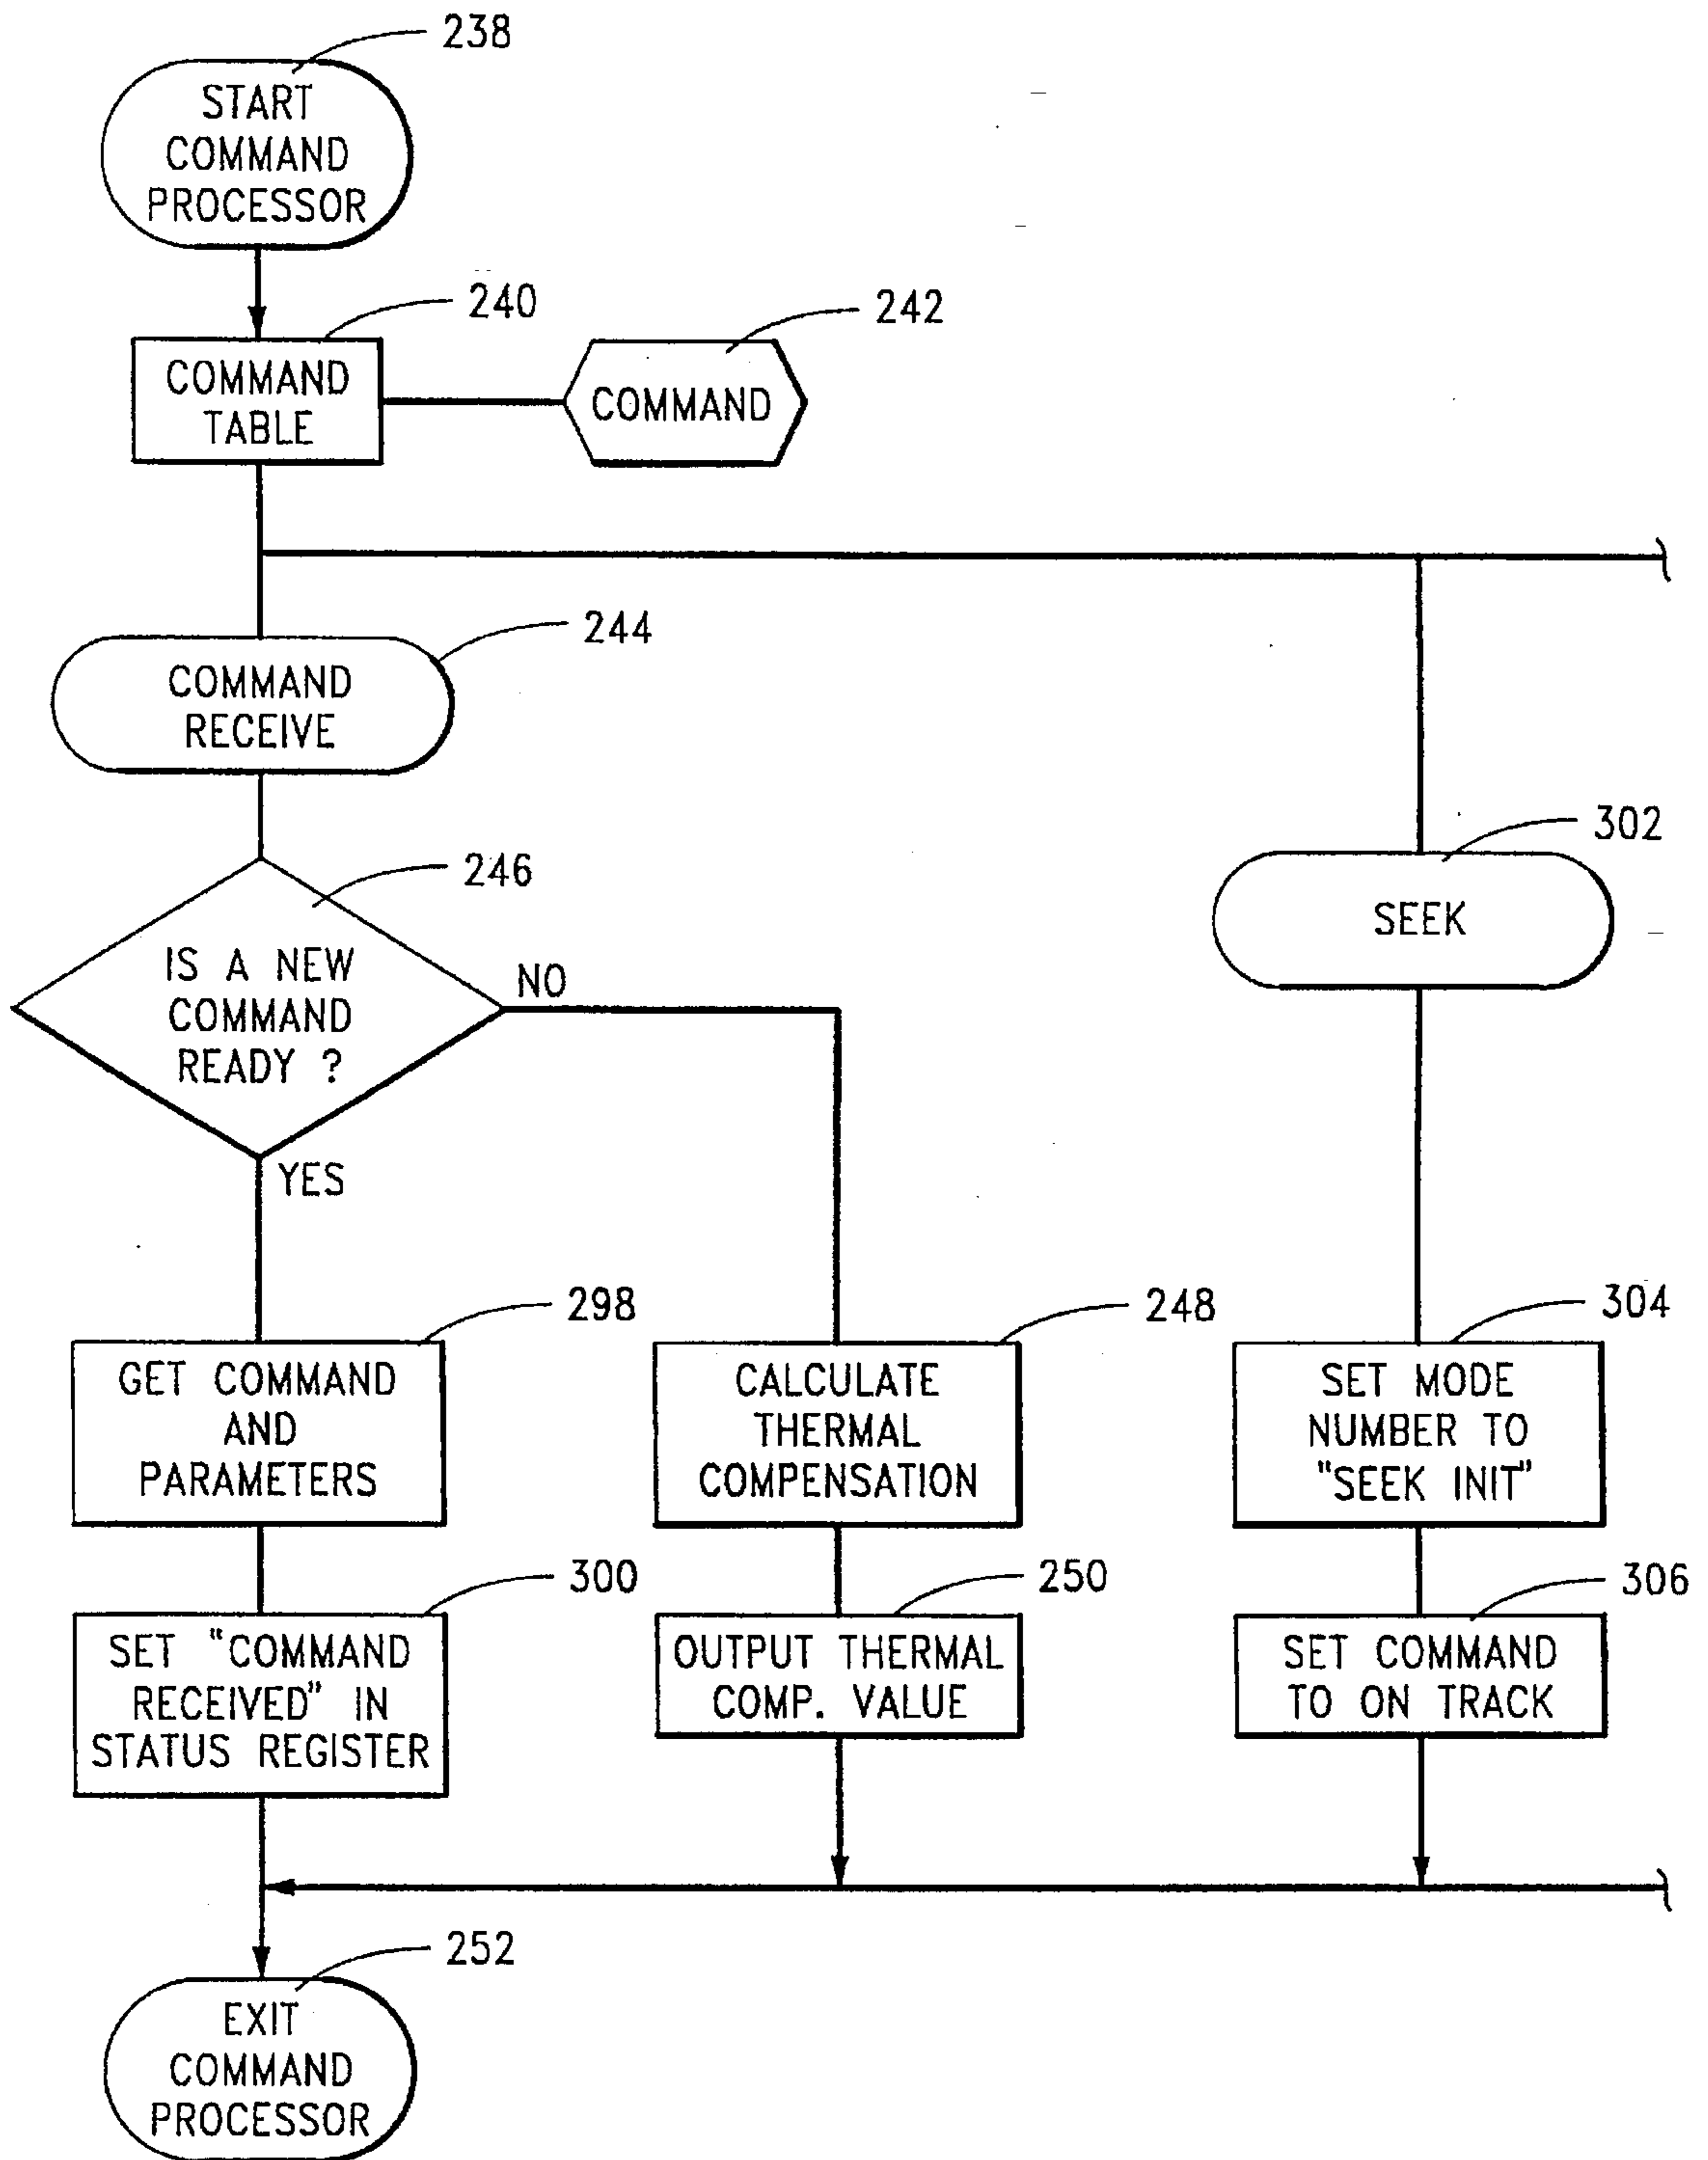 238
START
COMMAND
PROCESSOR
240
COMMAND
TABLE
242
COMMAND
244
COMMAND
RECEIVE
302
SEEK
246
IS A NEW
COMMAND
READY ?
NO
YES
298
GET COMMAND
AND
PARAMETERS
248
CALCULATE
THERMAL
COMPENSATION
304
SET MODE
NUMBER TO
"SEEK INIT"
300
SET "COMMAND
RECEIVED" IN
STATUS REGISTER
250
OUTPUT THERMAL
COMP. VALUE
306
SET COMMAND
TO ON TRACK
252
EXIT
COMMAND
PROCESSOR